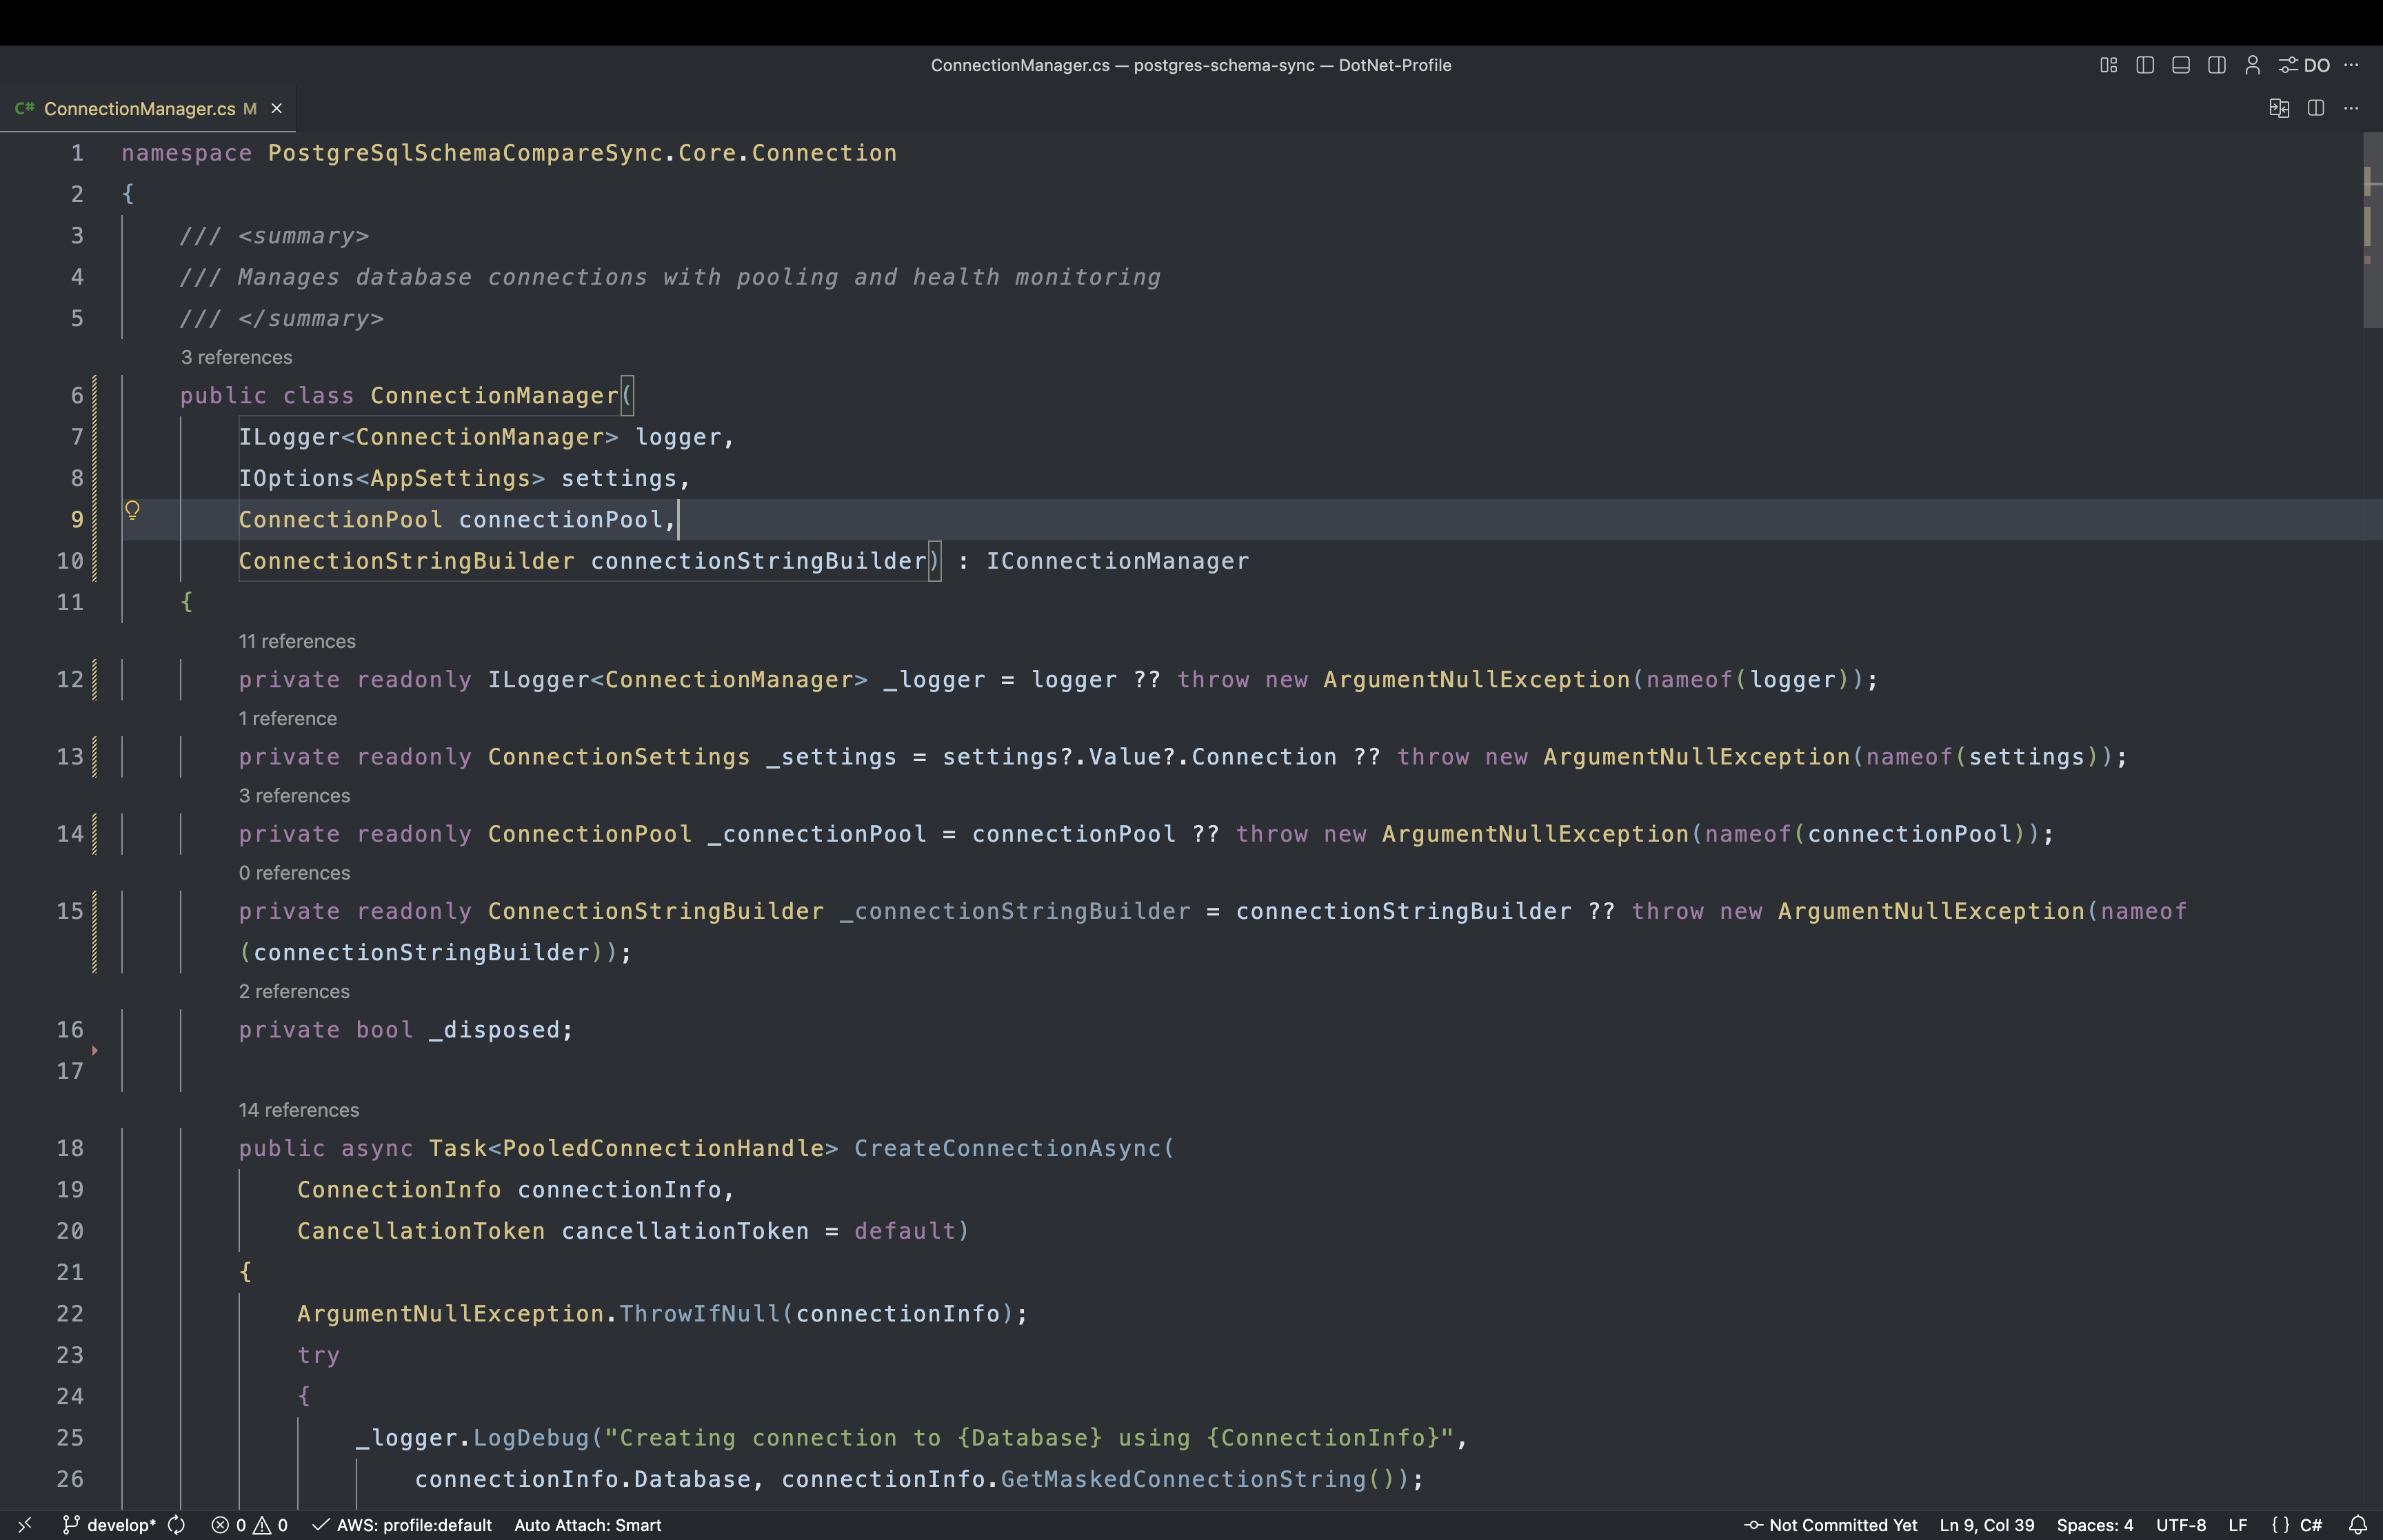 ConnectionManager.cs — postgres-schema-sync — DotNet-Profile
DO
C# ConnectionManager.cs M
1 namespace PostgreSqlSchemaCompareSync.Core.Connection
2 {
3 /// <summary>
4 /// Manages database connections with pooling and health monitoring
5 /// </summary>
3 references
6 public class ConnectionManager(
7 ILogger<ConnectionManager> logger,
8 IOptions<AppSettings> settings,
9 ConnectionPool connectionPool,
10 ConnectionStringBuilder connectionStringBuilder) : IConnectionManager
11 {
11 references
12 private readonly ILogger<ConnectionManager> _logger = logger ?? throw new ArgumentNullException(nameof(logger));
1 reference
13 private readonly ConnectionSettings _settings = settings?.Value?.Connection ?? throw new ArgumentNullException(nameof(settings));
3 references
14 private readonly ConnectionPool _connectionPool = connectionPool ?? throw new ArgumentNullException(nameof(connectionPool));
0 references
15 private readonly ConnectionStringBuilder _connectionStringBuilder = connectionStringBuilder ?? throw new ArgumentNullException(nameof
(connectionStringBuilder));
2 references
16 private bool _disposed;
17
14 references
18 public async Task<PooledConnectionHandle> CreateConnectionAsync(
19 ConnectionInfo connectionInfo,
20 CancellationToken cancellationToken = default)
21 {
22 ArgumentNullException.ThrowIfNull(connectionInfo);
23 try
24 {
25 _logger.LogDebug("Creating connection to {Database} using {ConnectionInfo}",
26 connectionInfo.Database, connectionInfo.GetMaskedConnectionString());
develop* 0 0 AWS: profile:default Auto Attach: Smart Not Committed Yet Ln 9, Col 39 Spaces: 4 UTF-8 LF { } C#